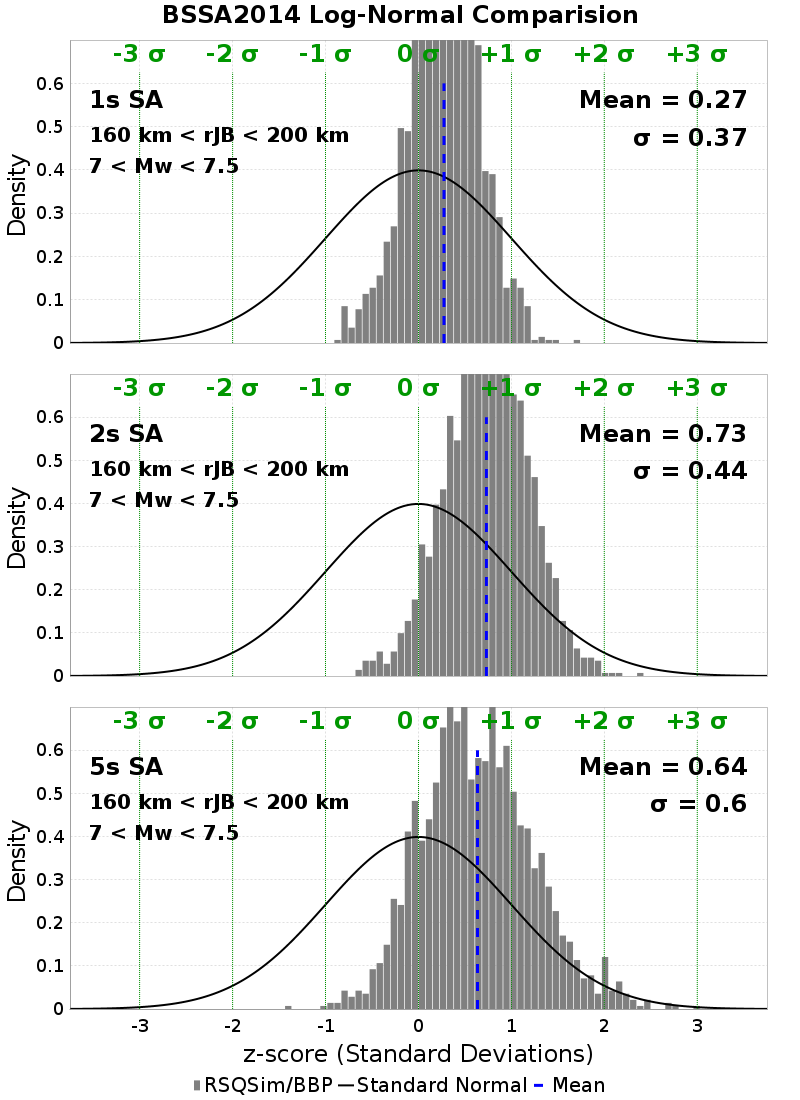 BSSA2014 Log-Normal Comparision
-3 σ -2 σ -1 σ 0 σ +1 σ +2 σ +3 σ
1s SA Mean = 0.27
160 km < rJB < 200 km σ = 0.37
7 < Mw < 7.5
Density
0.6
0.5
0.4
0.3
0.2
0.1
0
-3 σ -2 σ -1 σ 0 σ +1 σ +2 σ +3 σ
2s SA Mean = 0.73
160 km < rJB < 200 km σ = 0.44
7 < Mw < 7.5
Density
0.6
0.5
0.4
0.3
0.2
0.1
0
-3 σ -2 σ -1 σ 0 σ +1 σ +2 σ +3 σ
5s SA Mean = 0.64
160 km < rJB < 200 km σ = 0.6
7 < Mw < 7.5
Density
0.6
0.5
0.4
0.3
0.2
0.1
0
-3 -2 -1 0 1 2 3
z-score (Standard Deviations)
RSQSim/BBP Standard Normal Mean